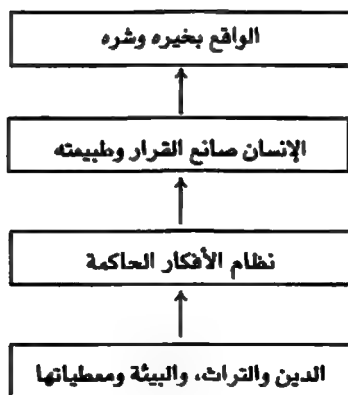 الواقع بخيره وشره
الإنسان صانع القرار وطبيعته
نظام الأفكار الحاكمة
الدين والتراث، والبيئة ومعطياتها